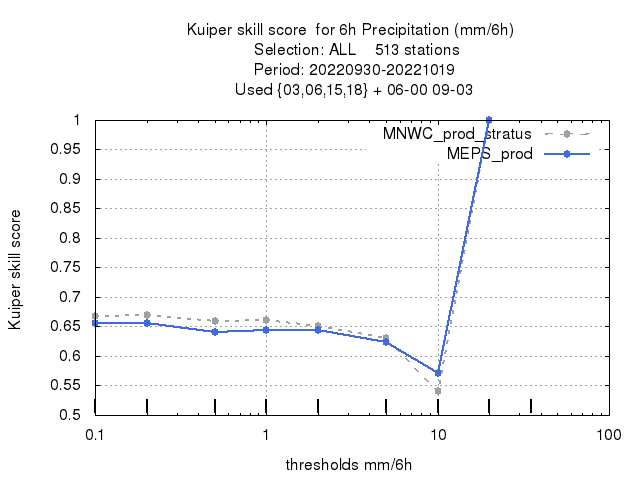 Kuiper skill score  for 6h Precipitation (mm/6h)
Selection: ALL    513 stations
Period: 20220930-20221019
Used {03,06,15,18} + 06-00 09-03
MNWC_prod_stratus
MEPS_prod
Kuiper skill score
1
0.95
0.9
0.85
0.8
0.75
0.7
0.65
0.6
0.55
0.5
0.1
1
10
100
thresholds mm/6h